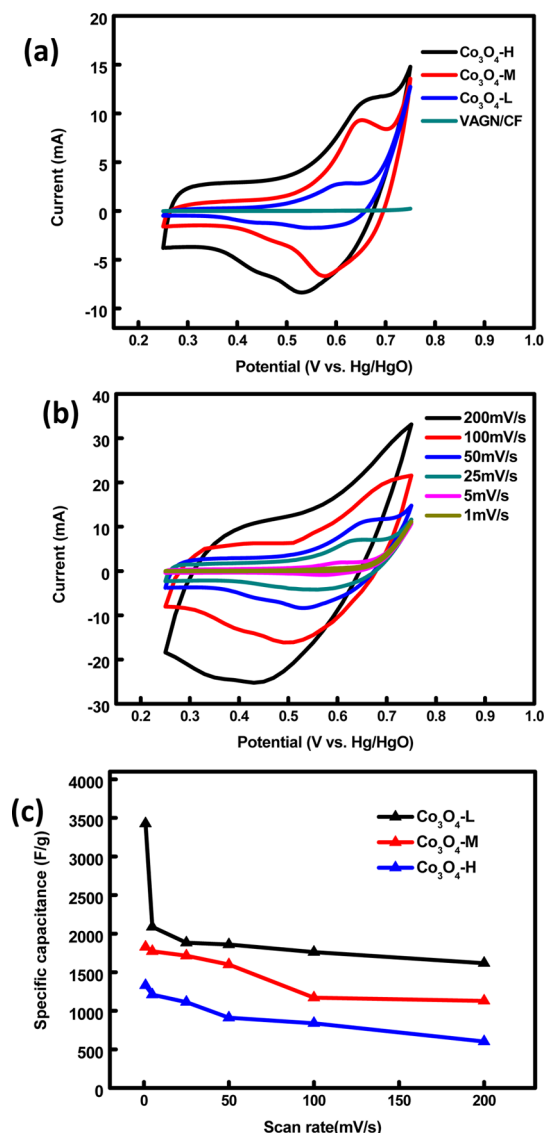 (a)
20
15
10
5
0
-5
-10
Current (mA)
Co₃O₄-H
Co₃O₄-M
Co₃O₄-L
VAGN/CF
0.2 0.3 0.4 0.5 0.6 0.7 0.8 0.9 1.0
Potential (V vs. Hg/HgO)
(b)
40
30
20
10
0
-10
-20
-30
Current (mA)
200mV/s
100mV/s
50mV/s
25mV/s
5mV/s
1mV/s
0.2 0.3 0.4 0.5 0.6 0.7 0.8 0.9 1.0
Potential (V vs. Hg/HgO)
(c)
4000
3500
3000
2500
2000
1500
1000
500
0
Specific capacitance (F/g)
Co₃O₄-L
Co₃O₄-M
Co₃O₄-H
0 50 100 150 200
Scan rate(mV/s)